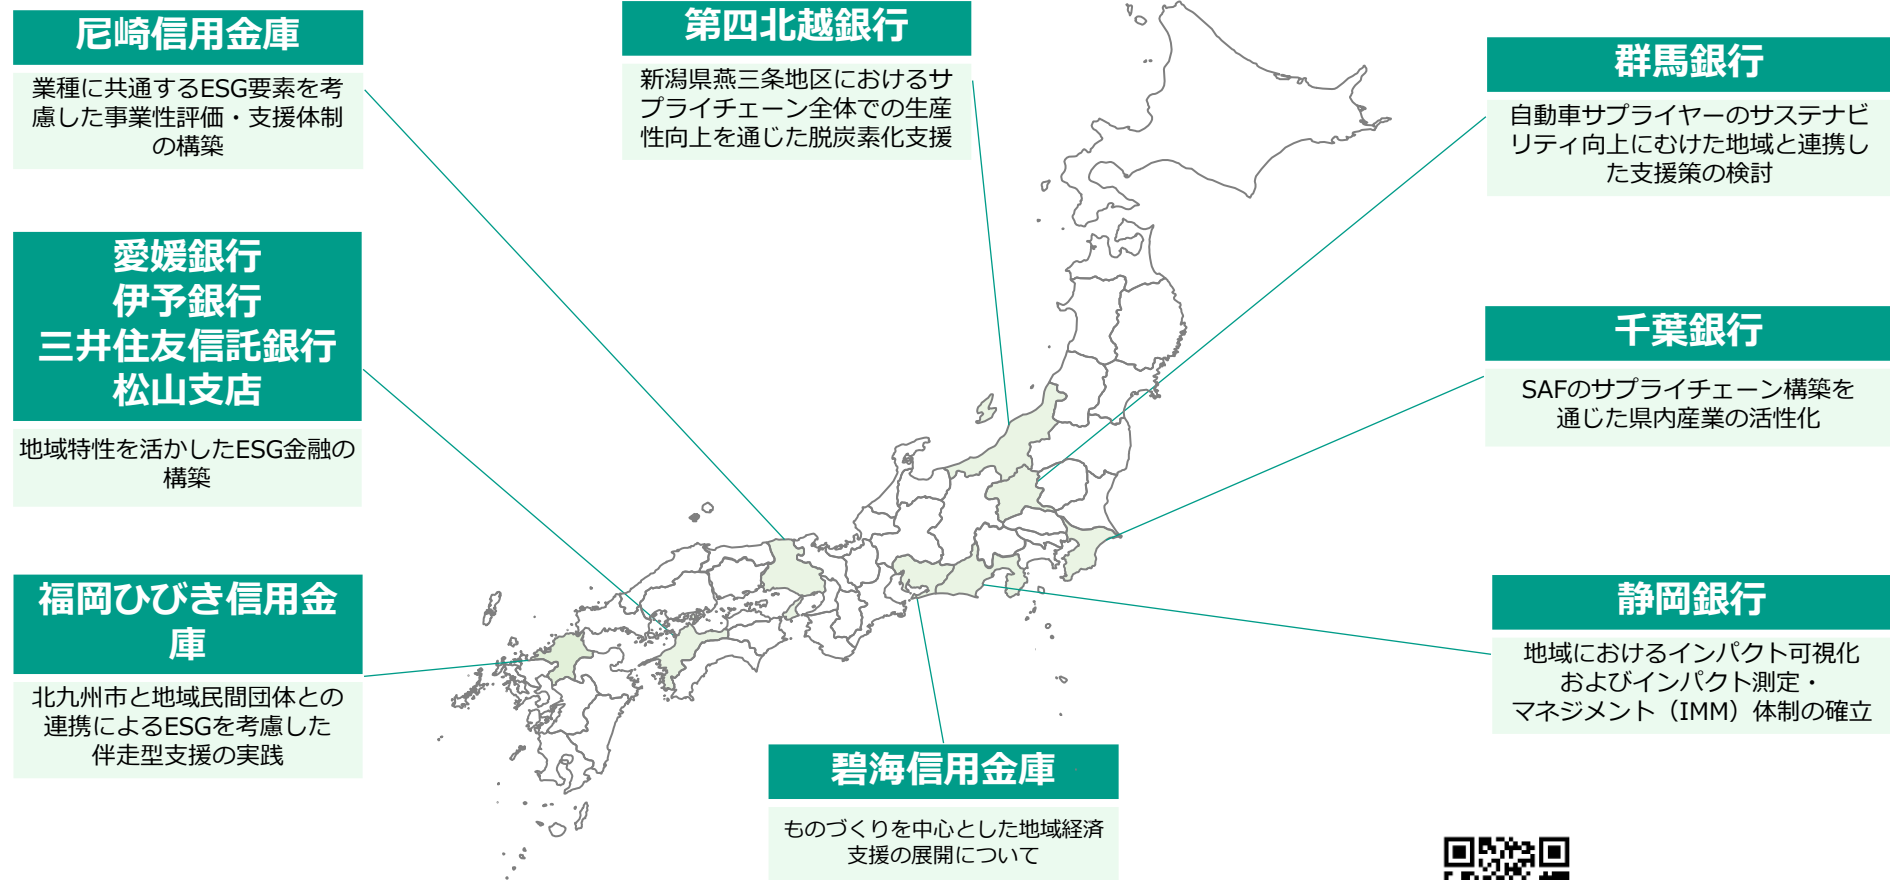 尼崎信用金庫
業種に共通するESG要素を考
慮した事業性評価・支援体制
の構築
第四北越銀行
新潟県燕三条地区におけるサ
プライチェーン全体での生産
性向上を通じた脱炭素化支援
群馬銀行
自動車サプライヤーのサステナビ
リティ向上にむけた地域と連携し
た支援策の検討
愛媛銀行
伊予銀行
三井住友信託銀行
松山支店
地域特性を活かしたESG金融の
構築
千葉銀行
SAFのサプライチェーン構築を
通じた県内産業の活性化
福岡ひびき信用金
庫
北九州市と地域民間団体との
連携によるESGを考慮した
伴走型支援の実践
静岡銀行
地域におけるインパクト可視化
およびインパクト測定・
マネジメント（IMM）体制の確立
碧海信用金庫
ものづくりを中心とした地域経済
支援の展開について